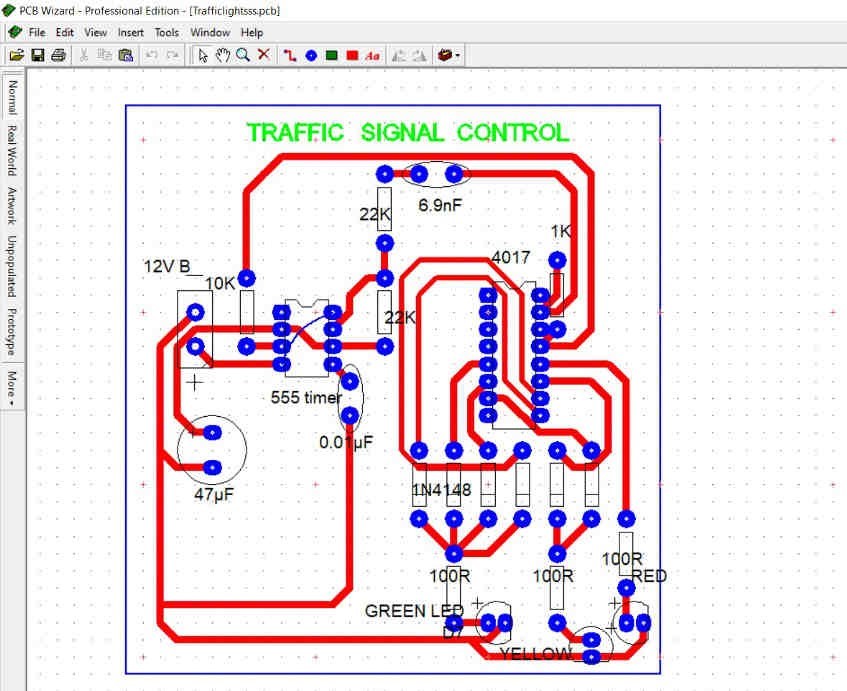 PCB Wizard - Professional Edition - [Trafficlightsss.pcb]
File Edit View Insert Tools Window Help
Aa
Normal
Real World
Artwork
Unpopulated
Prototype
More
TRAFFIC SIGNAL CONTROL
6.9nF
22K
1K
4017
12V B_
10K
22K
+
555 timer
0.01µF
+
47µF
1N4148
100R
100R
100R
RED
+
+
+
GREEN LED
D7
YELLOW